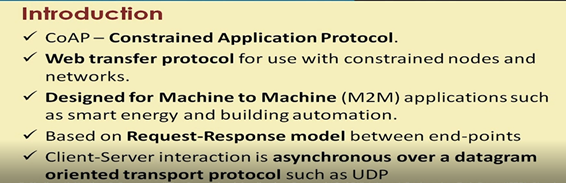 Introduction
✓ CoAP – Constrained Application Protocol.
✓ Web transfer protocol for use with constrained nodes and
networks.
✓ Designed for Machine to Machine (M2M) applications such
as smart energy and building automation.
✓ Based on Request-Response model between end-points
✓ Client-Server interaction is asynchronous over a datagram
oriented transport protocol such as UDP